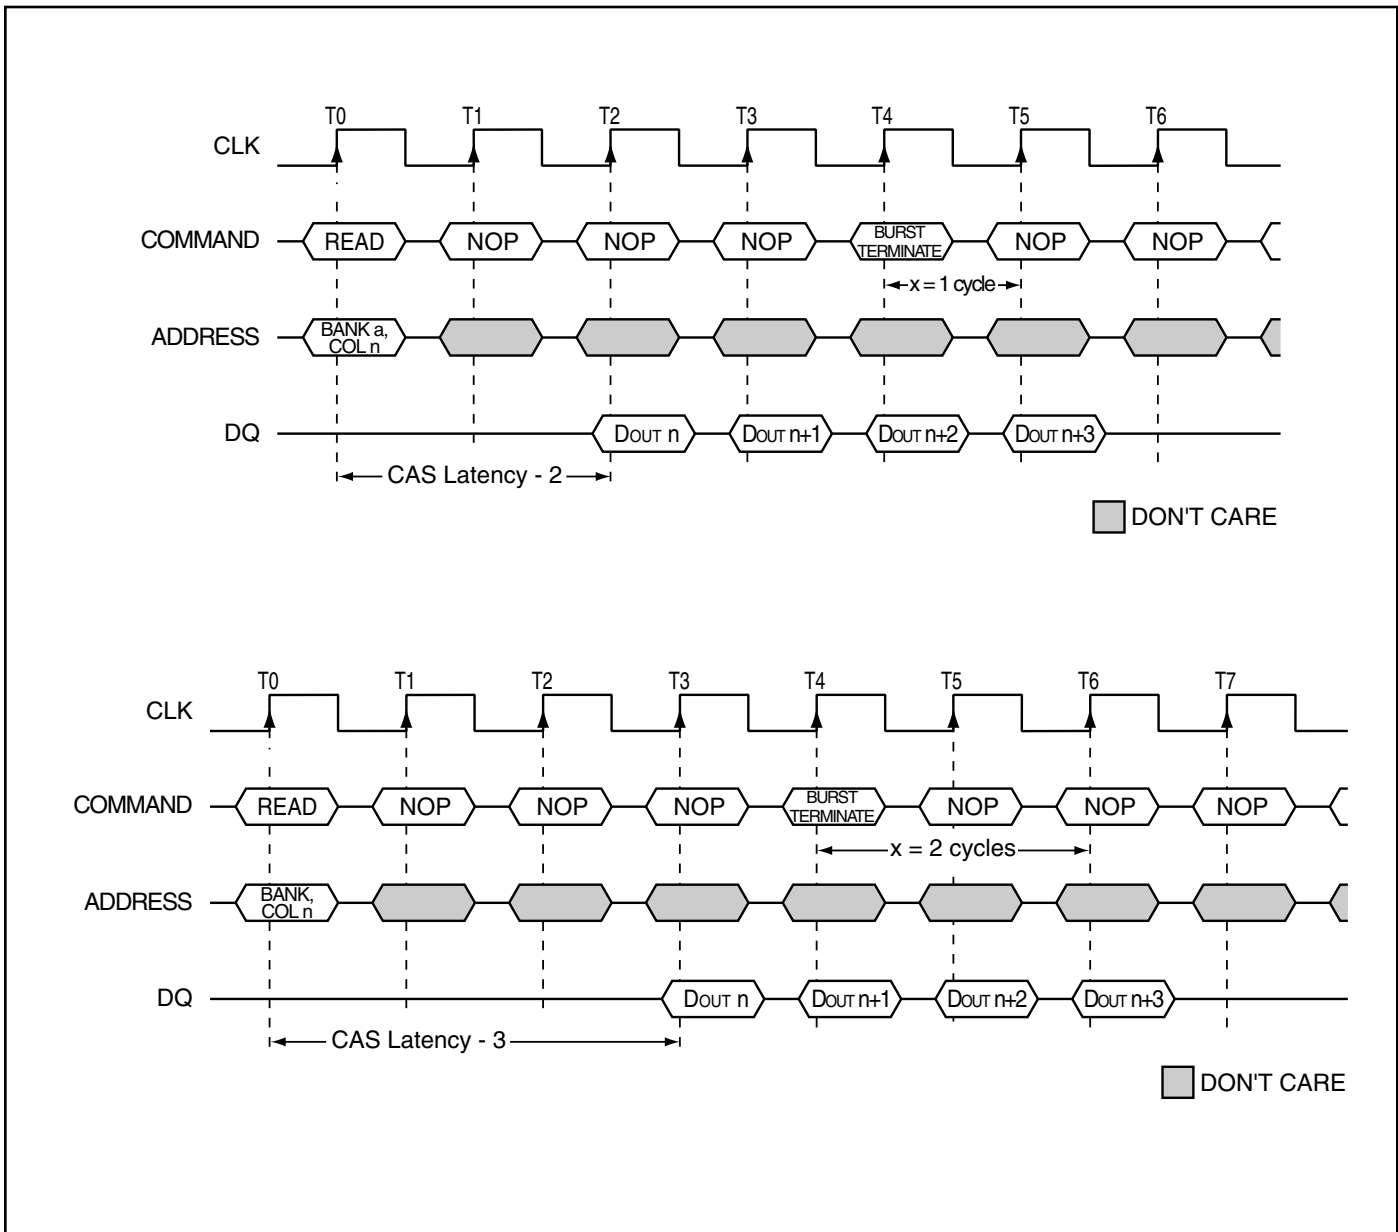 T0 T1 T2 T3 T4 T5 T6
CLK
COMMAND READ NOP NOP NOP BURST TERMINATE NOP NOP
x = 1 cycle
ADDRESS BANK a, COL n
DQ DOUT n DOUT n+1 DOUT n+2 DOUT n+3
CAS Latency - 2
DON'T CARE
T0 T1 T2 T3 T4 T5 T6 T7
CLK
COMMAND READ NOP NOP NOP BURST TERMINATE NOP NOP NOP
x = 2 cycles
ADDRESS BANK, COL n
DQ DOUT n DOUT n+1 DOUT n+2 DOUT n+3
CAS Latency - 3
DON'T CARE